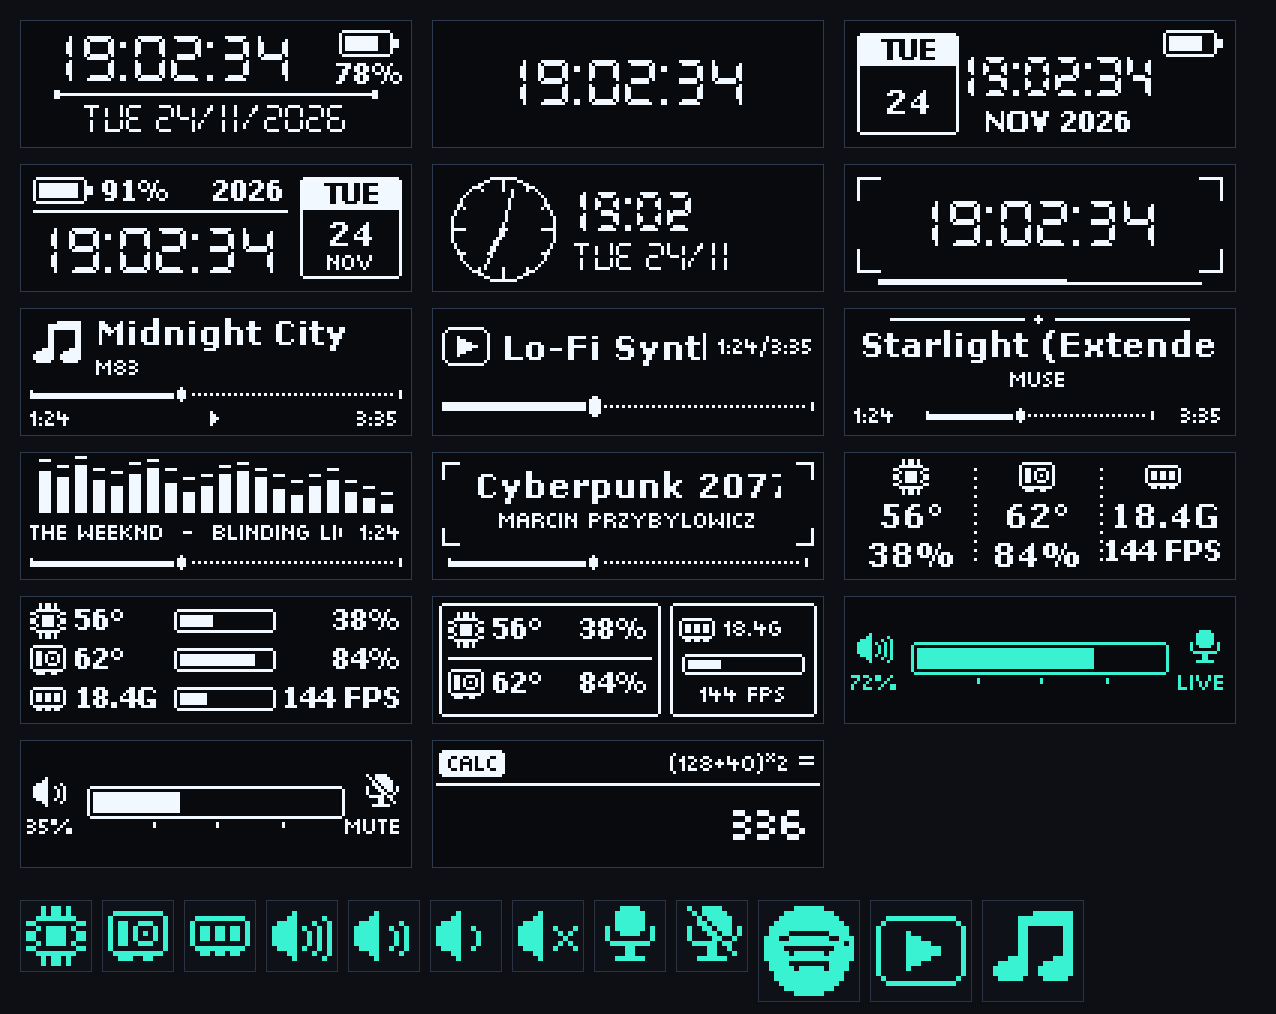 19:02:34
78%
TUE 24/11/2026
19:02:34
TUE
24
19:02:34
NOV 2026
91% 2026
19:02:34
TUE
24
NOV
19:02
TUE 24/11
19:02:34
Midnight City
M83
1:24 3:35
Lo-Fi Synt
1:24/3:35
Starlight (Extende
MUSE
1:24 3:35
THE WEEKND - BLINDING LI
1:24
Cyberpunk 2077
MARCIN PRZYBYLOWICZ
56° 62° 18.4G
38% 84% 144 FPS
56° 38%
62° 84%
18.4G 144 FPS
56° 38%
62° 84%
18.4G
144 FPS
72% LIVE
35% MUTE
CALC (128+40)×2 =
336